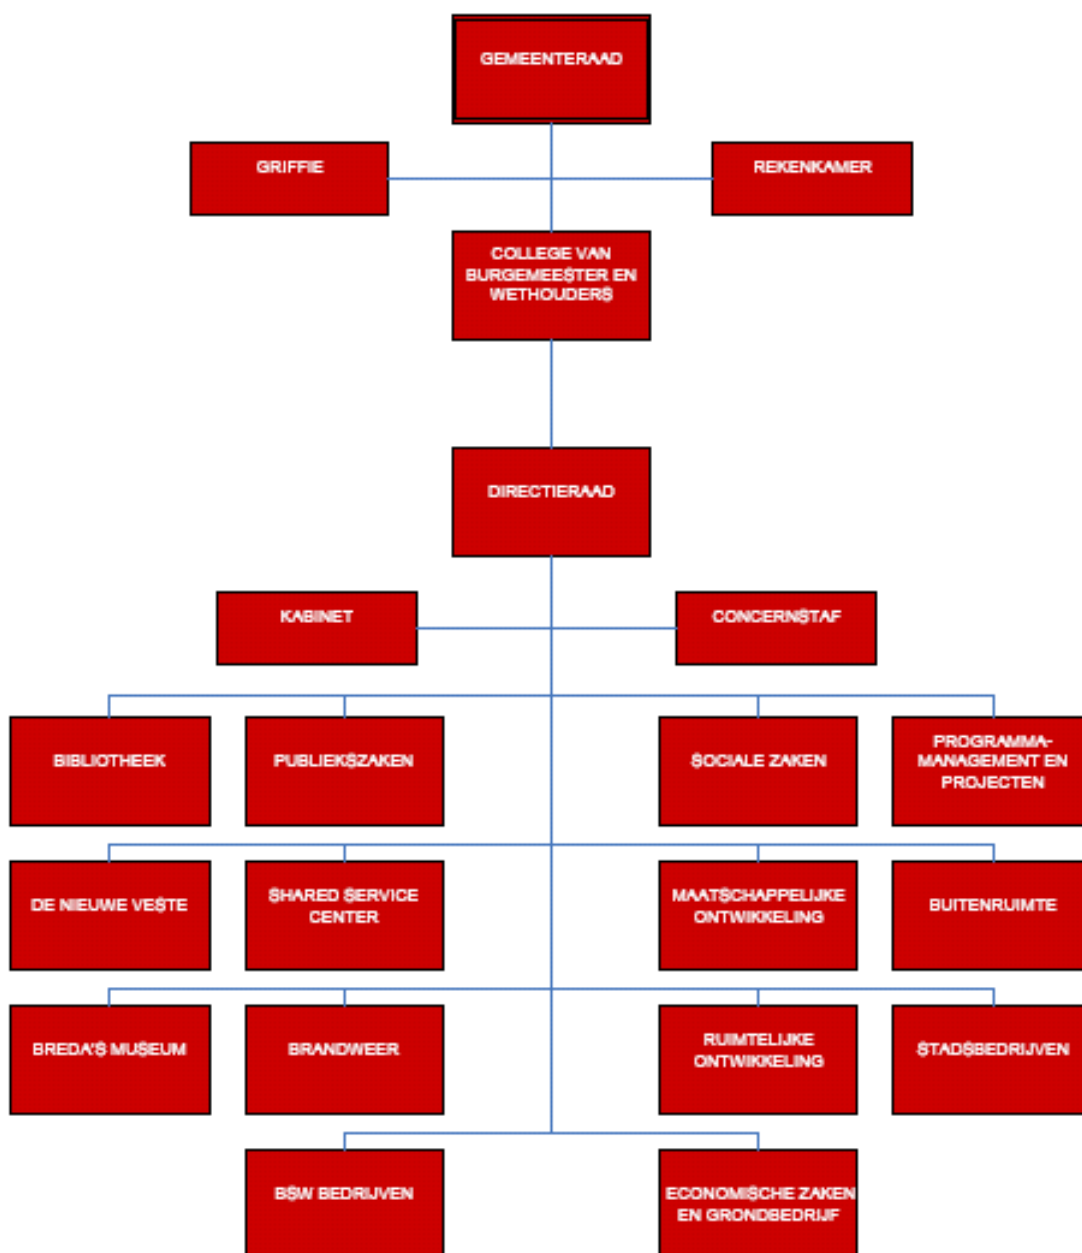 GEMEENTERAAD
GRIFFIE
REKENKAMER
COLLEGE VAN
BURGEMEESTER EN
WETHOUDERS
DIRECTIERAAD
KABINET
CONCERNSTAF
BIBLIOTHEEK
PUBLIEKSZAKEN
SOCIALE ZAKEN
PROGRAMMA-
MANAGEMENT EN
PROJECTEN
DE NIEUWE VESTE
SHARED SERVICE
CENTER
MAATSCHAPPELIJKE
ONTWIKKELING
BUITENRUIMTE
BREDA'S MUSEUM
BRANDWEER
RUIMTELIJKE
ONTWIKKELING
STADSBEDRIJVEN
BSW BEDRIJVEN
ECONOMISCHE ZAKEN
EN GRONDBEDRIJF